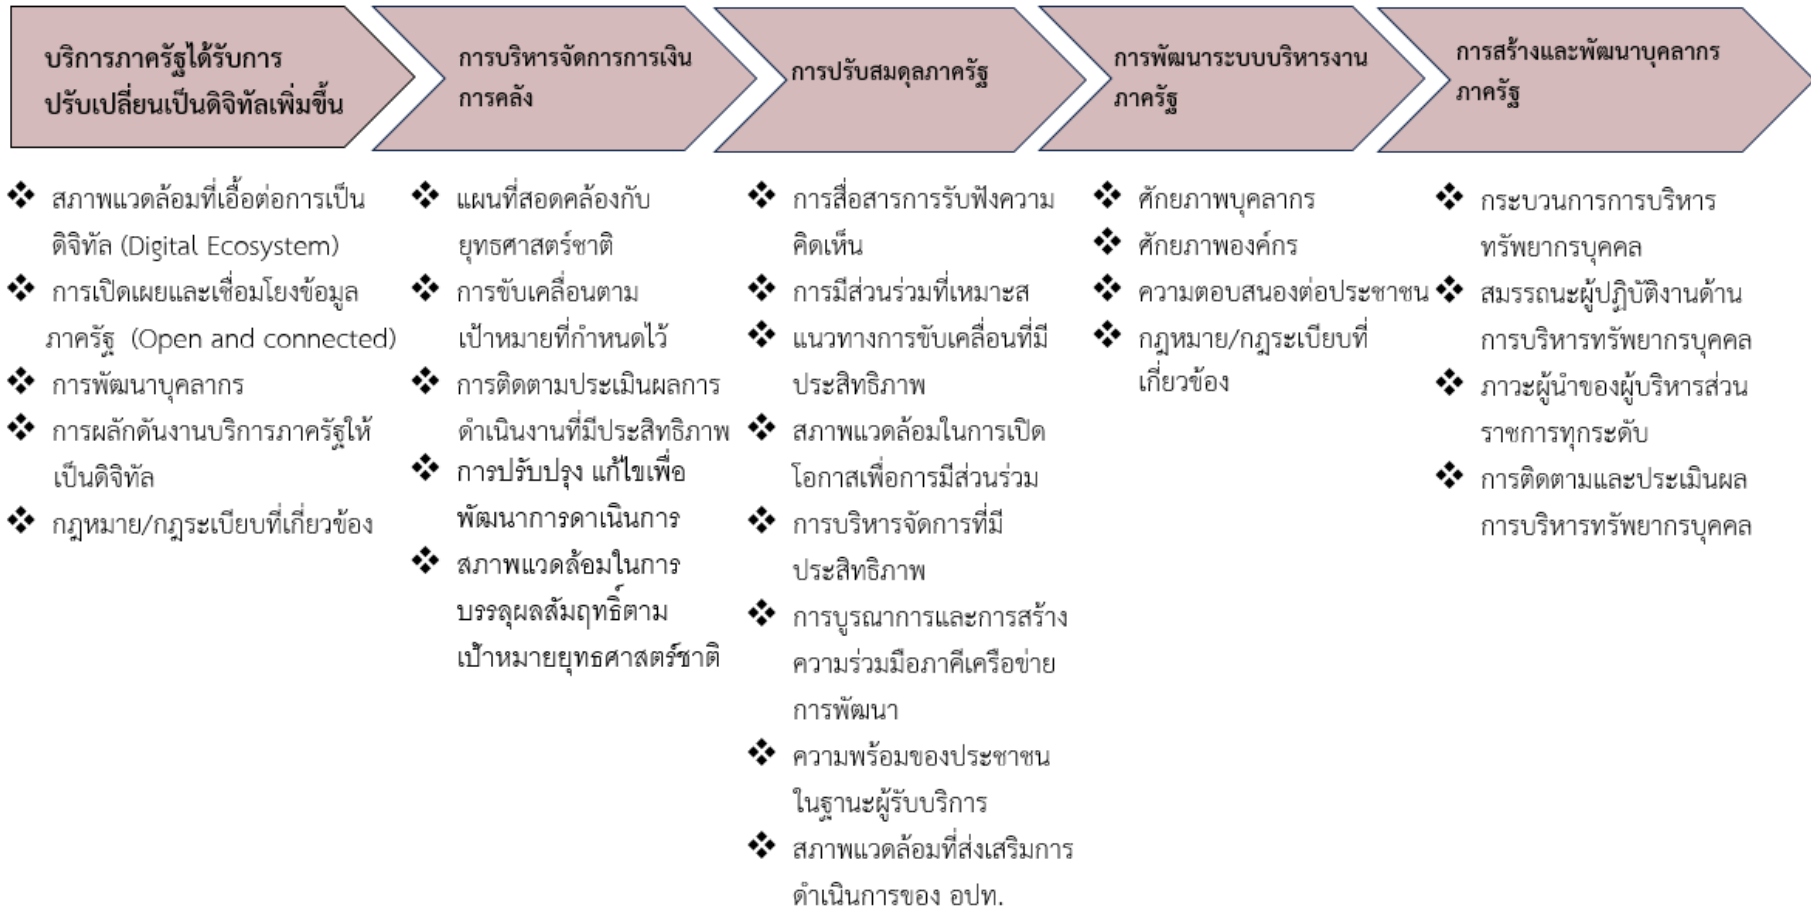 บริการภาครัฐได้รับการ
ปรับเปลี่ยนเป็นดิจิทัลเพิ่มขึ้น
การบริหารจัดการการเงิน
การคลัง
การปรับสมดุลภาครัฐ
การพัฒนาระบบบริหารงาน
ภาครัฐ
การสร้างและพัฒนาบุคลากร
ภาครัฐ
❖ สภาพแวดล้อมที่เอื้อต่อการเป็น
ดิจิทัล (Digital Ecosystem)
❖ การเปิดเผยและเชื่อมโยงข้อมูล
ภาครัฐ (Open and connected)
❖ การพัฒนาบุคลากร
❖ การผลักดันงานบริการภาครัฐให้
เป็นดิจิทัล
❖ กฎหมาย/กฎระเบียบที่เกี่ยวข้อง
❖ แผนที่สอดคล้องกับ
ยุทธศาสตร์ชาติ
❖ การขับเคลื่อนตาม
เป้าหมายที่กำหนดไว้
❖ การติดตามประเมินผลการ
ดำเนินงานที่มีประสิทธิภาพ
❖ การปรับปรุง แก้ไขเพื่อ
พัฒนาการดาเนินการ
❖ สภาพแวดล้อมในการ
บรรลุผลสัมฤทธิ์ตาม
เป้าหมายยุทธศาสตร์ชาติ
❖ การสื่อสารการรับฟังความ
คิดเห็น
❖ การมีส่วนร่วมที่เหมาะส
❖ แนวทางการขับเคลื่อนที่มี
ประสิทธิภาพ
❖ สภาพแวดล้อมในการเปิด
โอกาสเพื่อการมีส่วนร่วม
❖ การบริหารจัดการที่มี
ประสิทธิภาพ
❖ การบูรณาการและการสร้าง
ความร่วมมือภาคีเครือข่าย
การพัฒนา
❖ ความพร้อมของประชาชน
ในฐานะผู้รับบริการ
❖ สภาพแวดล้อมที่ส่งเสริมการ
ดำเนินการของ อปท.
❖ ศักยภาพบุคลากร
❖ ศักยภาพองค์กร
❖ ความตอบสนองต่อประชาชน
❖ กฎหมาย/กฎระเบียบที่
เกี่ยวข้อง
❖ กระบวนการการบริหาร
ทรัพยากรบุคคล
❖ สมรรถนะผู้ปฏิบัติงานด้าน
การบริหารทรัพยากรบุคคล
❖ ภาวะผู้นำของผู้บริหารส่วน
ราชการทุกระดับ
❖ การติดตามและประเมินผล
การบริหารทรัพยากรบุคคล